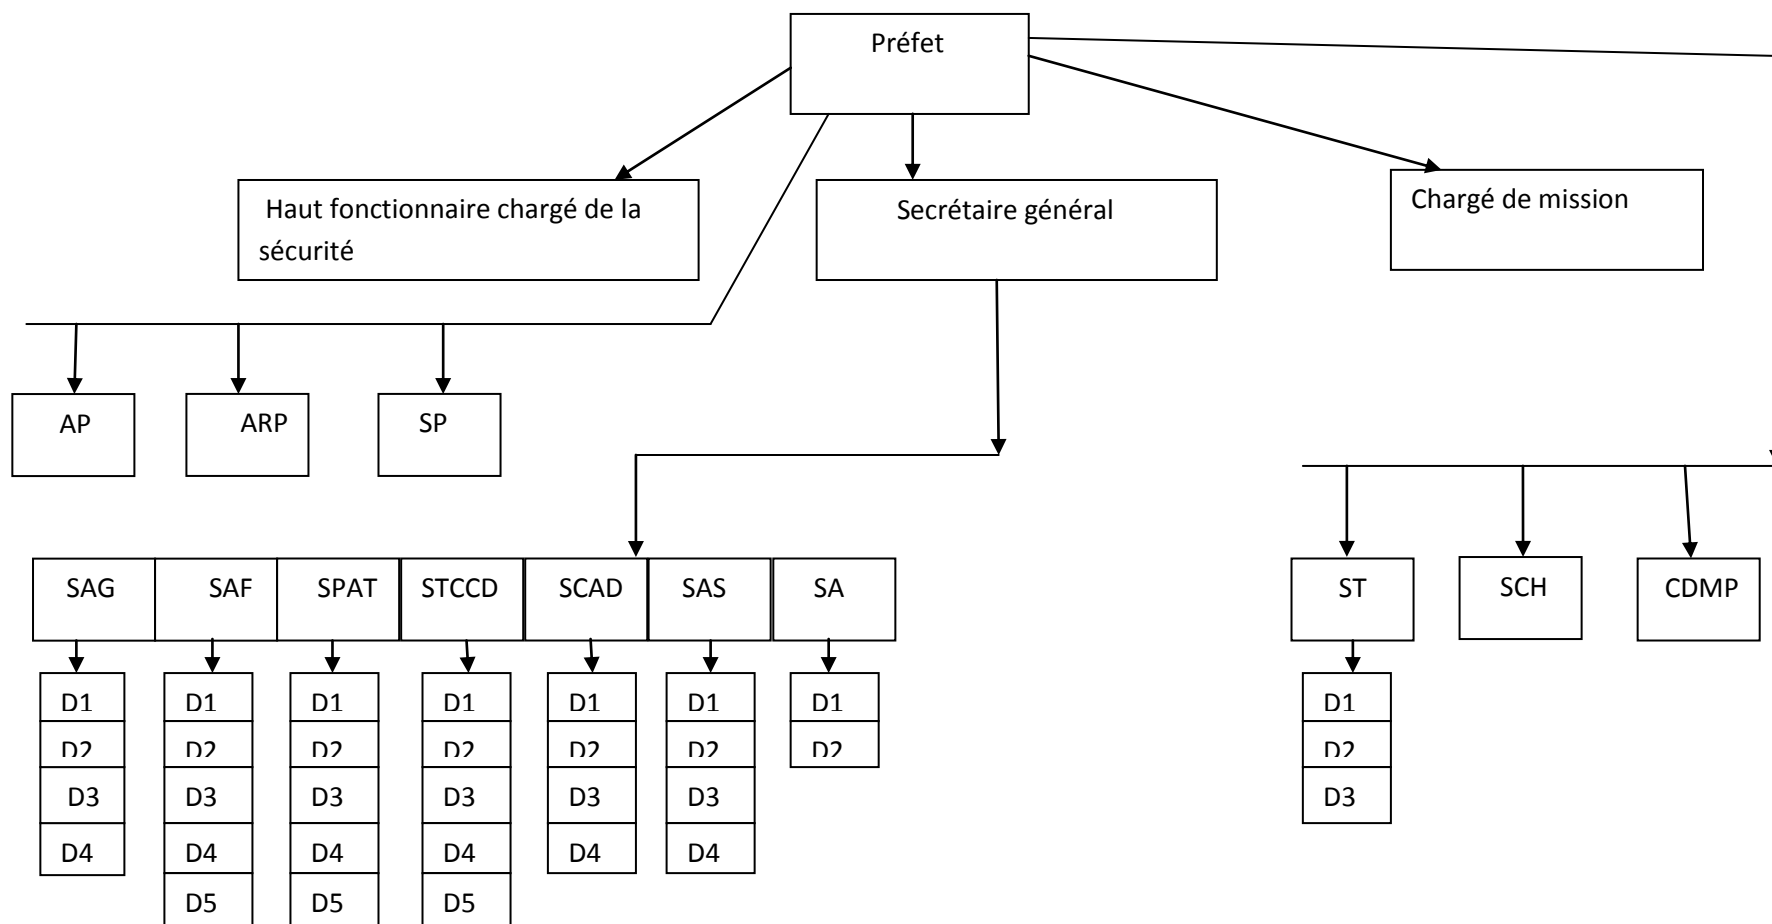 Préfet
Haut fonctionnaire chargé de la
sécurité
Secrétaire général
Chargé de mission
AP
ARP
SP
SAG
SAF
SPAT
STCCD
SCAD
SAS
SA
ST
SCH
CDMP
D1
D1
D1
D1
D1
D1
D1
D1
D2
D2
D2
D2
D2
D2
D2
D2
D3
D3
D3
D3
D3
D3
D3
D4
D4
D4
D4
D4
D4
D5
D5
D5